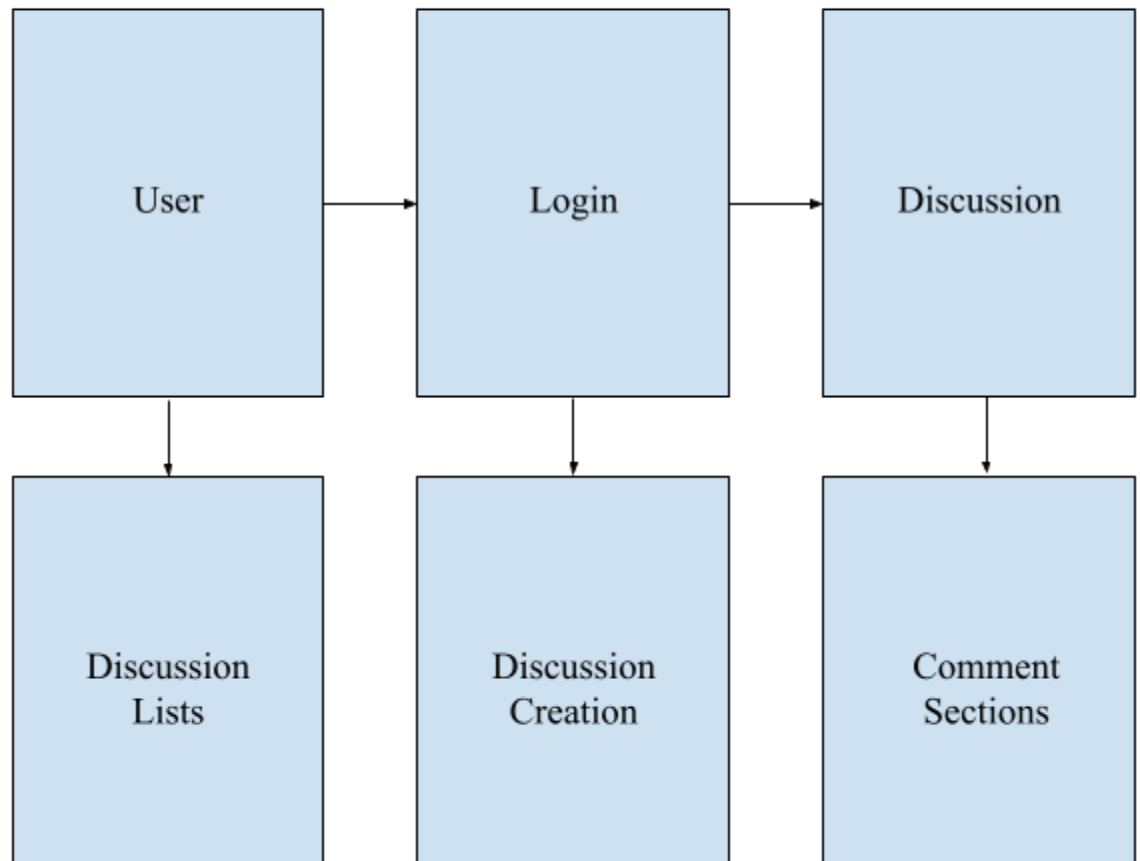 User
Login
Discussion
Discussion
Lists
Discussion
Creation
Comment
Sections